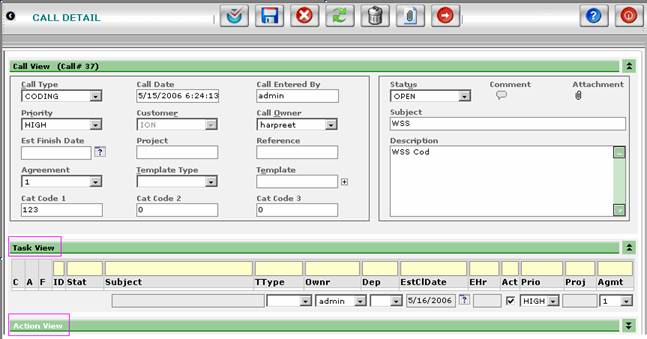 CALL DETAIL
Call View (Call# 37)
Call Type Call Date Call Entered By Status Comment Attachment
CODING 5/15/2006 6:24:13 admin OPEN
Priority Customer Call Owner Subject
HIGH ION harpreet WSS
Est Finish Date Project Reference Description
? WSS Cod
Agreement Template Type Template
1
Cat Code 1 Cat Code 2 Cat Code 3
123 0 0
Task View
C A F ID Stat Subject TType Ownr Dep EstClDate EHr Act Prio Proj Agmt
admin 5/16/2006 ? HIGH 1
Action View